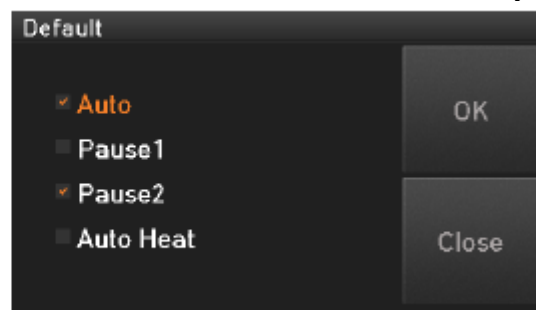 Default
Auto
Pause1
Pause2
Auto Heat
OK
Close